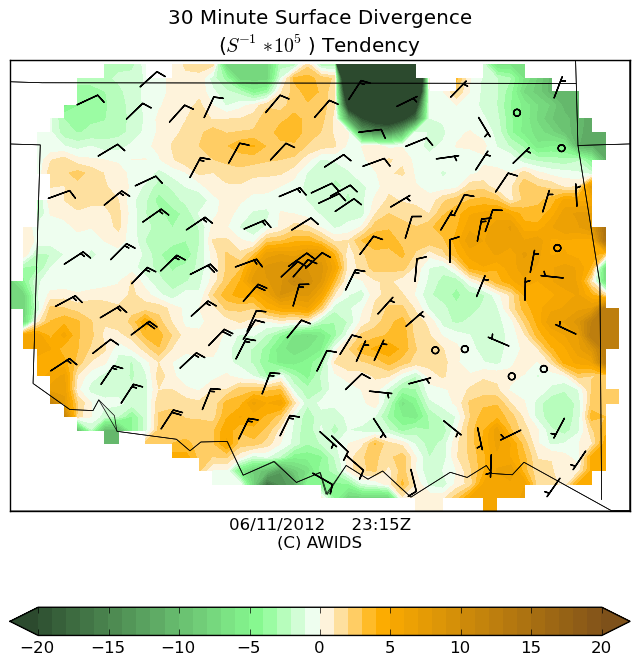 30 Minute Surface Divergence
(S⁻¹ *10⁵ ) Tendency
06/11/2012 23:15Z
(C) AWIDS
−20 −15 −10 −5 0 5 10 15 20